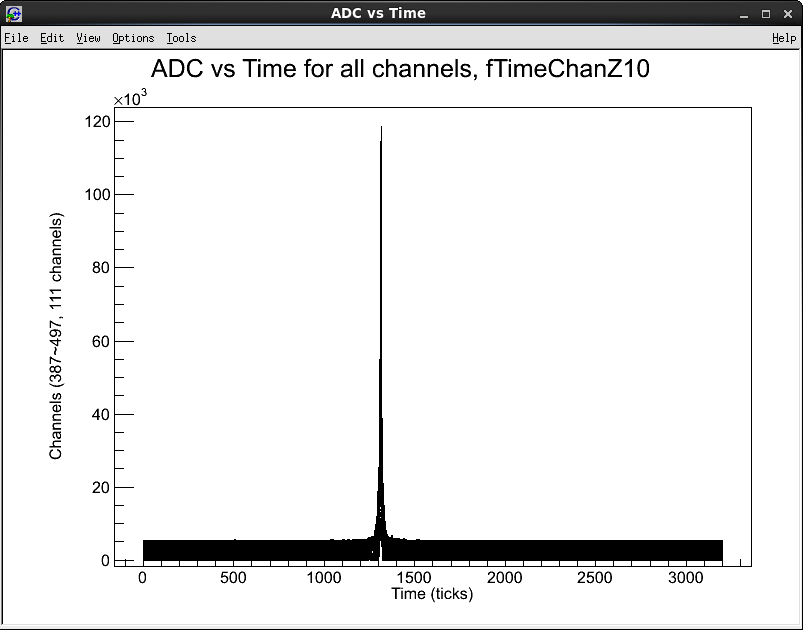 ADC vs Time
File Edit View Options Tools Help
ADC vs Time for all channels, fTimeChanZ10
×10³
120
100
80
60
40
20
0
Channels (387~497, 111 channels)
0 500 1000 1500 2000 2500 3000
Time (ticks)